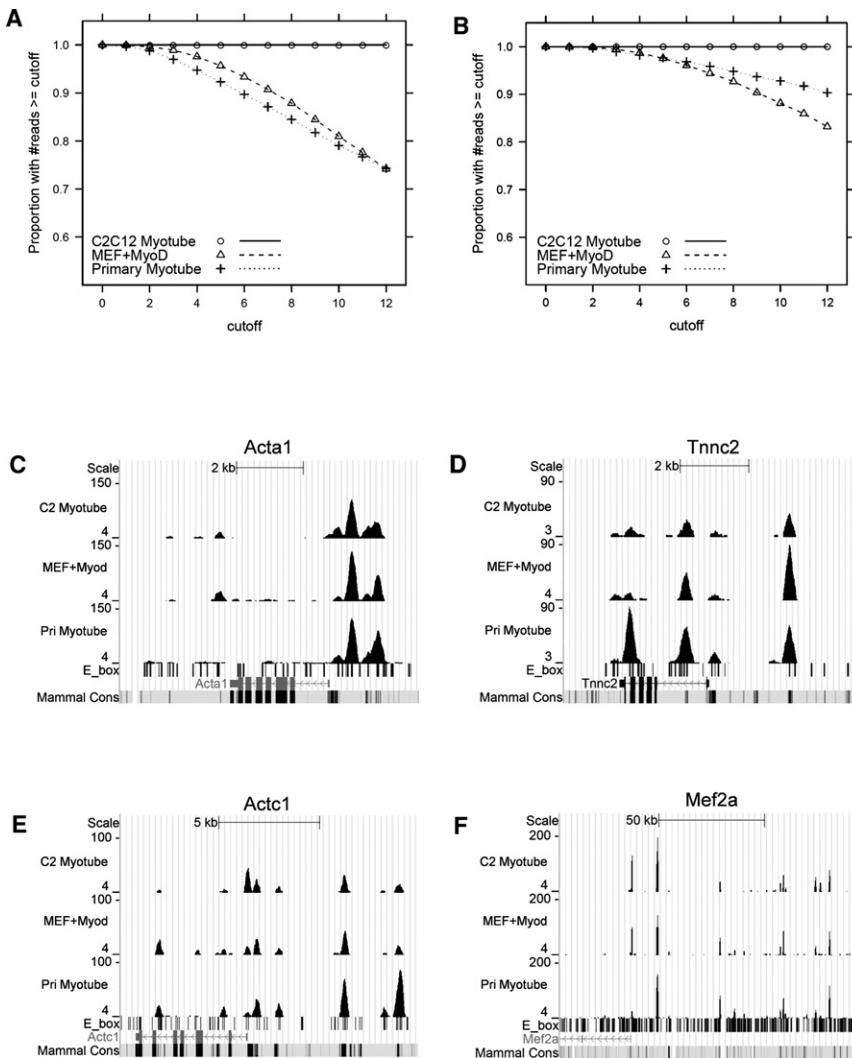 A
Proportion with #reads >= cutoff
1.0
0.9
0.8
0.7
0.6
C2C12 Myotube
MEF+MyoD
Primary Myotube
0 2 4 6 8 10 12
cutoff
B
Proportion with #reads >= cutoff
1.0
0.9
0.8
0.7
0.6
C2C12 Myotube
MEF+MyoD
Primary Myotube
0 2 4 6 8 10 12
cutoff
C
Acta1
Scale 2 kb
150
C2 Myotube
4
150
MEF+Myod
4
150
Pri Myotube
4
E_box
Acta1
Mammal Cons
D
Tnnc2
Scale 2 kb
90
C2 Myotube
3
90
MEF+Myod
4
90
Pri Myotube
3
E_box
Tnnc2
Mammal Cons
E
Actc1
Scale 5 kb
100
C2 Myotube
4
100
MEF+Myod
4
100
Pri Myotube
4
E_box
Actc1
Mammal Cons
F
Mef2a
Scale 50 kb
200
C2 Myotube
4
200
MEF+Myod
4
200
Pri Myotube
4
E_box
Mef2a
Mammal Cons